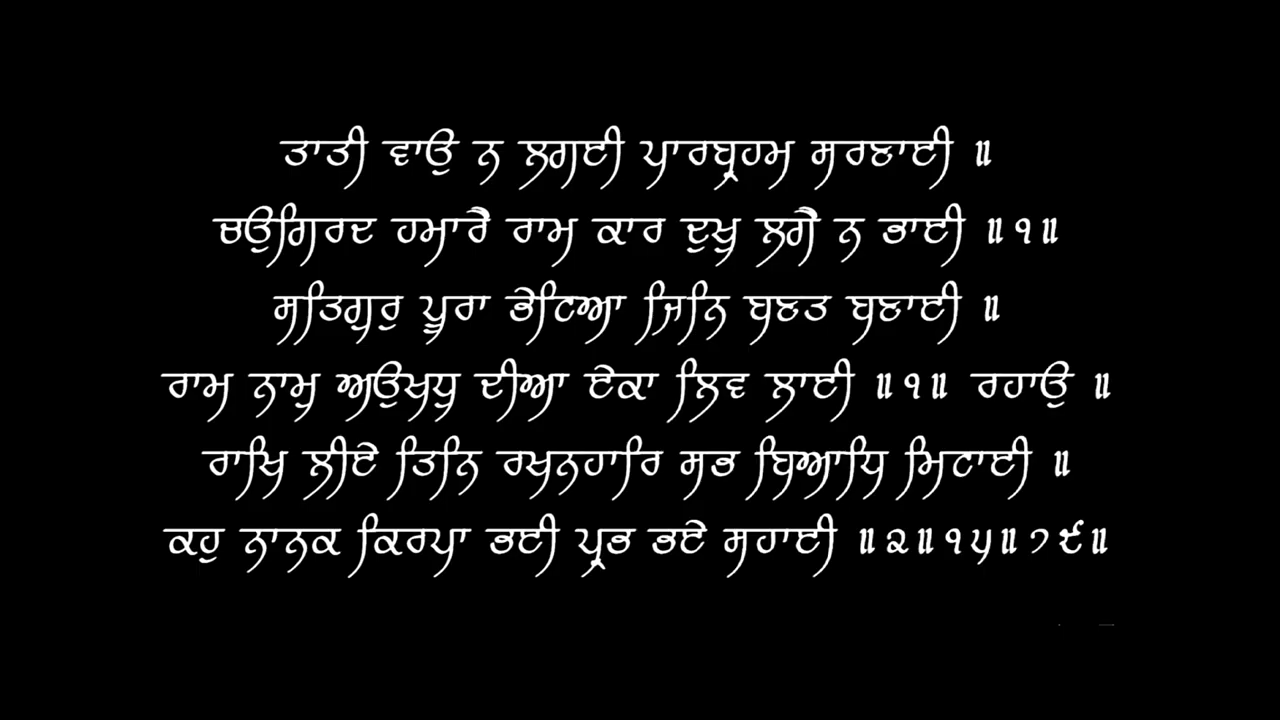 ਤਾਤੀ ਵਾਉ ਨ ਲਗਈ ਪਾਰਬ੍ਰਹਮ ਸਰਣਾਈ ॥
ਚਉਗਿਰਦ ਹਮਾਰੈ ਰਾਮ ਕਾਰ ਦੁਖੁ ਲਗੈ ਨ ਭਾਈ ॥੧॥
ਸਤਿਗੁਰੁ ਪੂਰਾ ਭੇਟਿਆ ਜਿਨਿ ਬਣਤ ਬਣਾਈ ॥
ਰਾਮ ਨਾਮੁ ਅਉਖਧੁ ਦੀਆ ਏਕਾ ਲਿਵ ਲਾਈ ॥੧॥ ਰਹਾਉ ॥
ਰਾਖਿ ਲੀਏ ਤਿਨਿ ਰਖਨਹਾਰਿ ਸਭ ਬਿਆਧਿ ਮਿਟਾਈ ॥
ਕਹੁ ਨਾਨਕ ਕਿਰਪਾ ਭਈ ਪ੍ਰਭ ਭਏ ਸਹਾਈ ॥੨॥੧੫॥੭੯॥